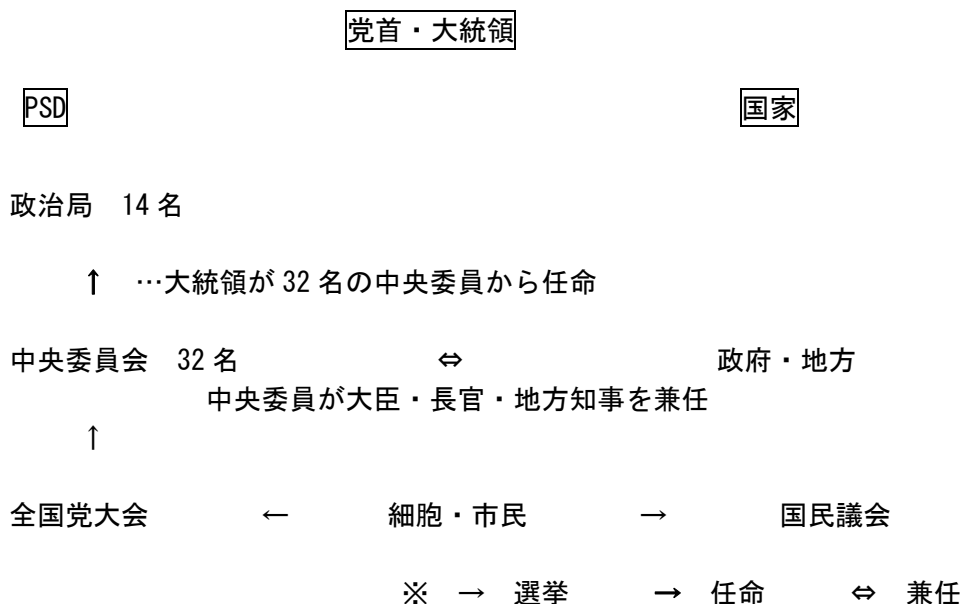 党首・大統領
PSD 国家
政治局 14名
↑ …大統領が32名の中央委員から任命
中央委員会 32名 ⇔ 政府・地方
中央委員が大臣・長官・地方知事を兼任
↑
全国党大会 ← 細胞・市民 → 国民議会
※ → 選挙 → 任命 ⇔ 兼任